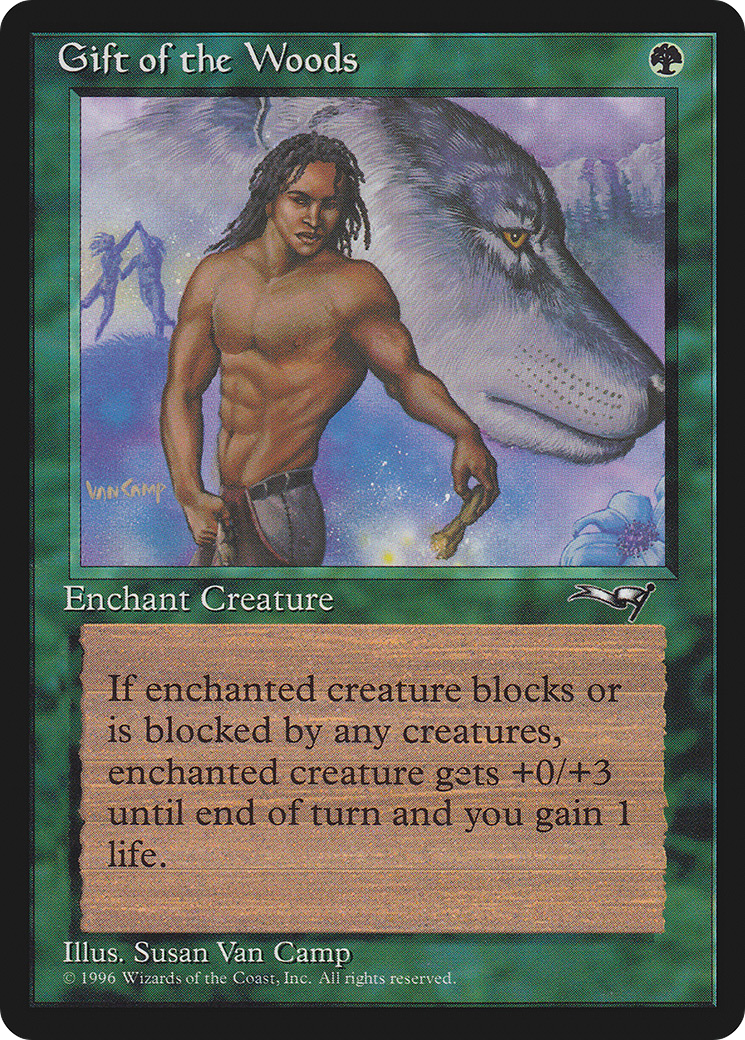 Gift of the Woods
VANCAMP
Enchant Creature
If enchanted creature blocks or
is blocked by any creatures,
enchanted creature gets +0/+3
until end of turn and you gain 1
life.
Illus. Susan Van Camp
© 1996 Wizards of the Coast, Inc. All rights reserved.